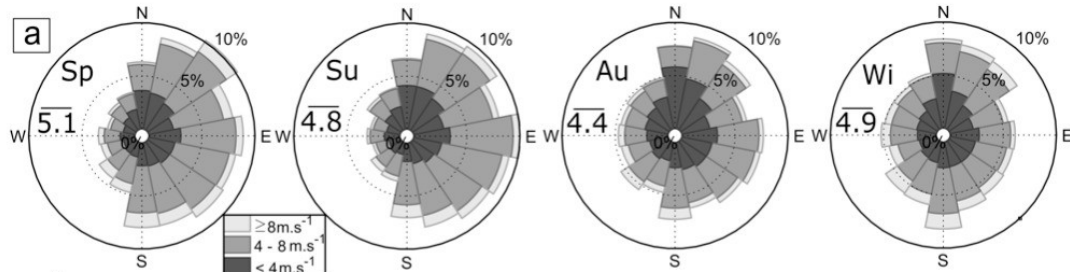 a
N
10%
5%
Sp
5.1
0%
W
E
S
N
10%
5%
Su
4.8
0%
W
E
S
N
10%
5%
Au
4.4
0%
W
E
S
N
10%
5%
Wi
4.9
0%
W
E
S
≥8m.s⁻¹
4 - 8 m.s⁻¹
< 4m.s⁻¹